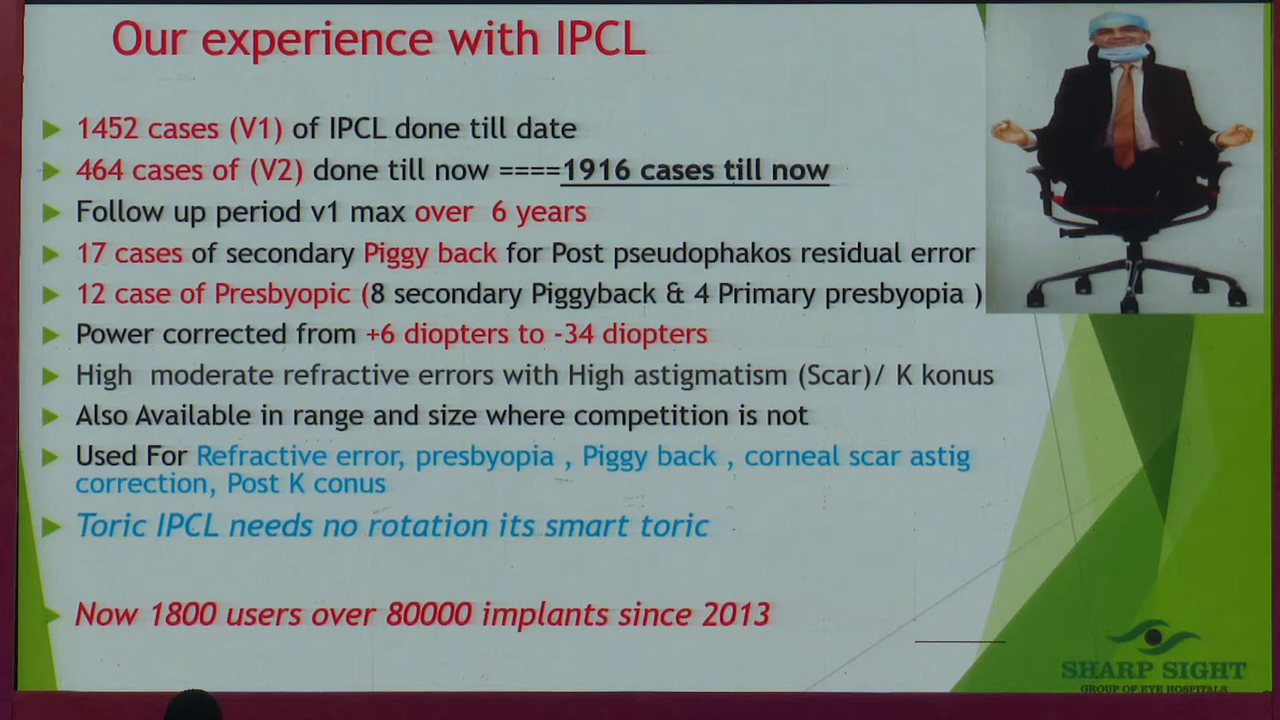 Our experience with IPCL
1452 cases (V1) of IPCL done till date
464 cases of (V2) done till now ====1916 cases till now
Follow up period v1 max over 6 years
17 cases of secondary Piggy back for Post pseudophakos residual error
12 case of Presbyopic (8 secondary Piggyback & 4 Primary presbyopia )
Power corrected from +6 diopters to -34 diopters
High moderate refractive errors with High astigmatism (Scar)/ K konus
Also Available in range and size where competition is not
Used For Refractive error, presbyopia , Piggy back , corneal scar astig
correction, Post K conus
Toric IPCL needs no rotation its smart toric
Now 1800 users over 80000 implants since 2013
SHARP SIGHT
GROUP OF EYE HOSPITALS